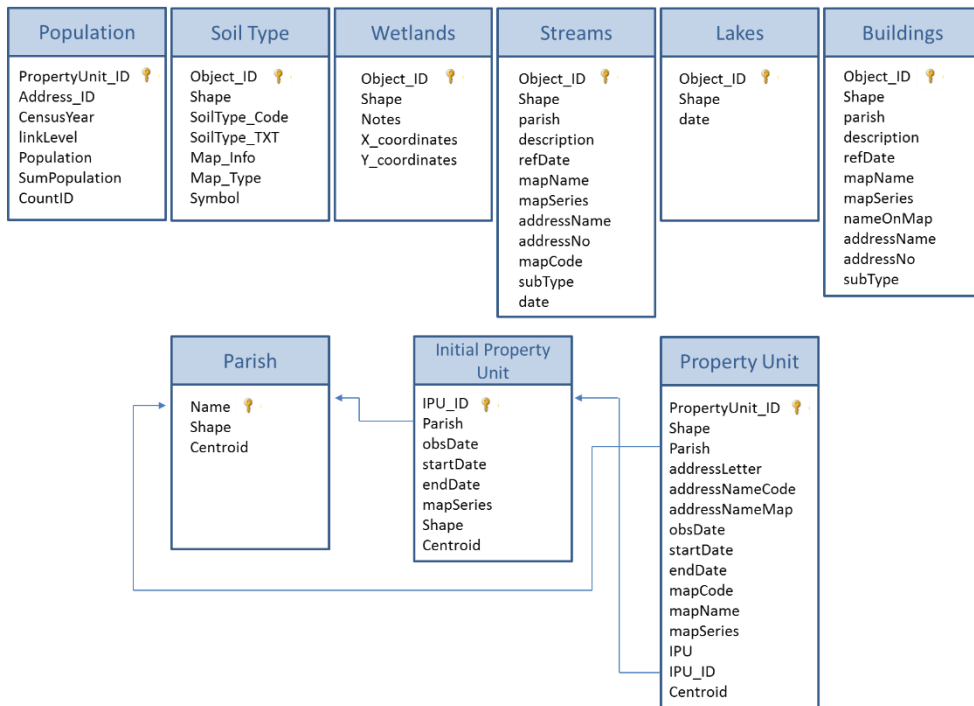 Population
PropertyUnit_ID
Address_ID
CensusYear
linkLevel
Population
SumPopulation
CountID
Soil Type
Object_ID
Shape
SoilType_Code
SoilType_TXT
Map_Info
Map_Type
Symbol
Wetlands
Object_ID
Shape
Notes
X_coordinates
Y_coordinates
Streams
Object_ID
Shape
parish
description
refDate
mapName
mapSeries
addressName
addressNo
mapCode
subType
date
Lakes
Object_ID
Shape
date
Buildings
Object_ID
Shape
parish
description
refDate
mapName
mapSeries
nameOnMap
addressName
addressNo
subType
Parish
Name
Shape
Centroid
Initial Property
Unit
IPU_ID
Parish
obsDate
startDate
endDate
mapSeries
Shape
Centroid
Property Unit
PropertyUnit_ID
Shape
Parish
addressLetter
addressNameCode
addressNameMap
obsDate
startDate
endDate
mapCode
mapName
mapSeries
IPU
IPU_ID
Centroid